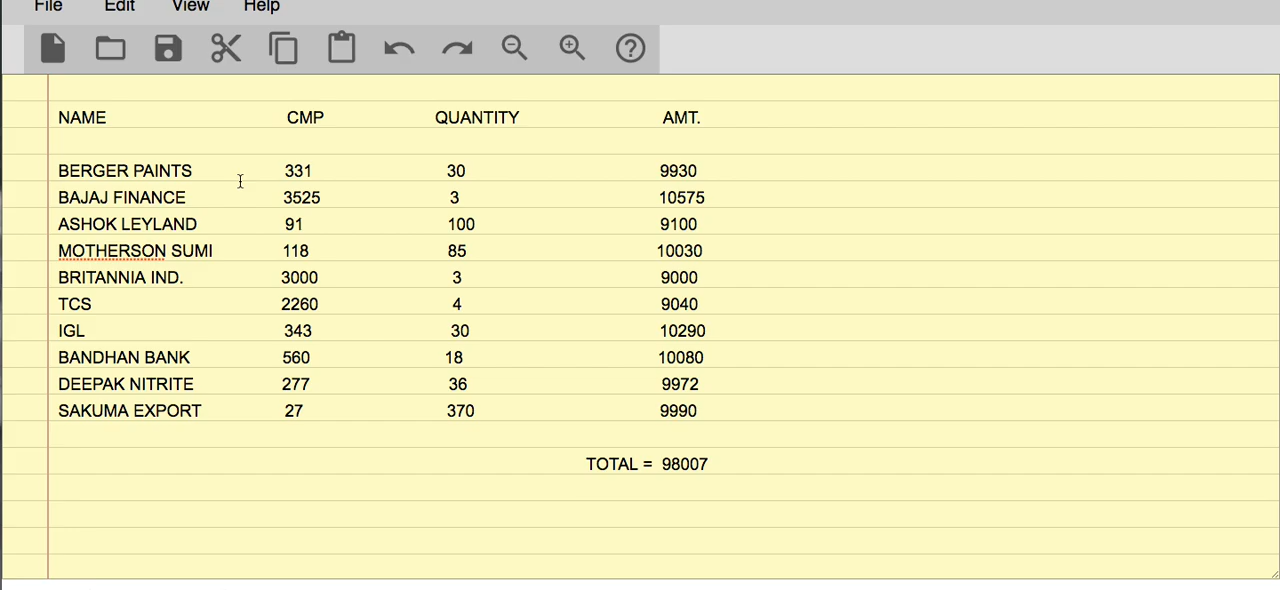 File Edit View Help
NAME CMP QUANTITY AMT.
BERGER PAINTS 331 30 9930
BAJAJ FINANCE 3525 3 10575
ASHOK LEYLAND 91 100 9100
MOTHERSON SUMI 118 85 10030
BRITANNIA IND. 3000 3 9000
TCS 2260 4 9040
IGL 343 30 10290
BANDHAN BANK 560 18 10080
DEEPAK NITRITE 277 36 9972
SAKUMA EXPORT 27 370 9990
TOTAL = 98007